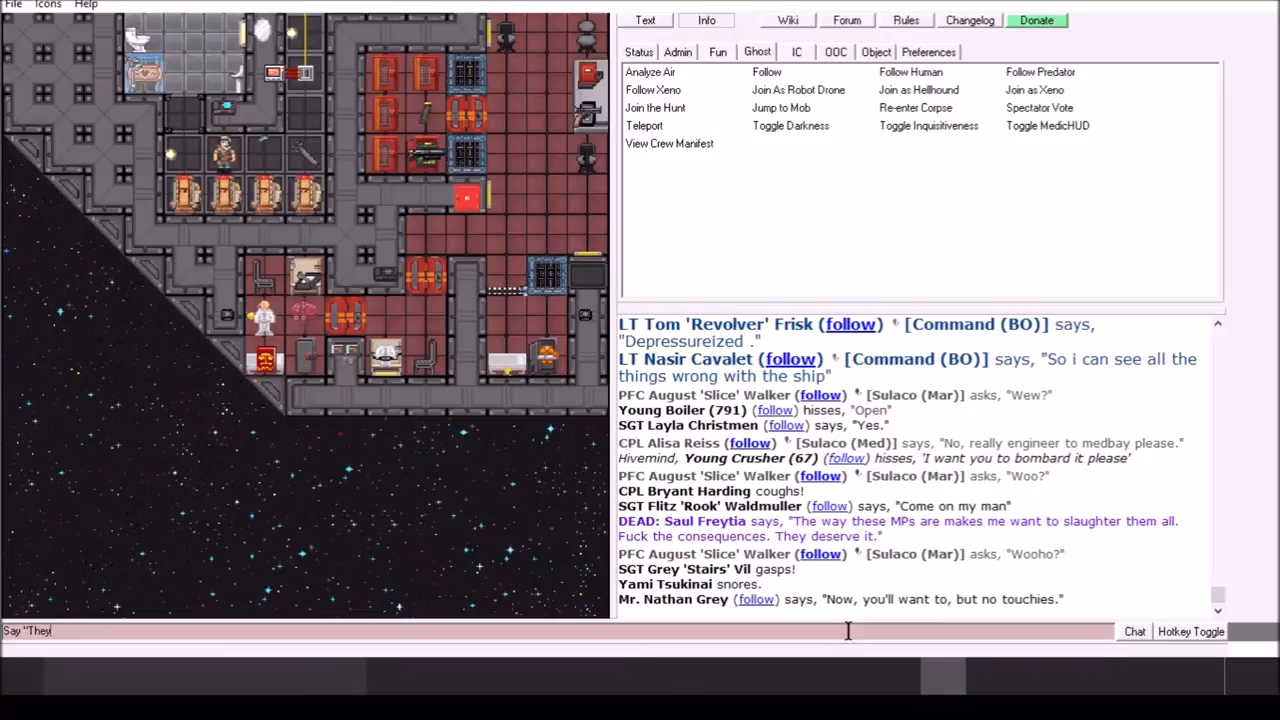 File Icons Help
Text Info Wiki Forum Rules Changelog Donate
Status Admin Fun Ghost IC OOC Object Preferences
Analyze Air Follow Follow Human Follow Predator
Follow Xeno Join As Robot Drone Join as Hellhound Join as Xeno
Join the Hunt Jump to Mob Re-enter Corpse Spectator Vote
Teleport Toggle Darkness Toggle Inquisitiveness Toggle MedicHUD
View Crew Manifest
LT Tom 'Revolver' Frisk (follow) [Command (BO)] says,
"Depressureized ."
LT Nasir Cavalet (follow) [Command (BO)] says, "So i can see all the
things wrong with the ship"
PFC August 'Slice' Walker (follow) [Sulaco (Mar)] asks, "Wew?"
Young Boiler (791) (follow) hisses, "Open"
SGT Layla Christmen (follow) says, "Yes."
CPL Alisa Reiss (follow) [Sulaco (Med)] says, "No, really engineer to medbay please."
Hivemind, Young Crusher (67) (follow) hisses, 'I want you to bombard it please'
PFC August 'Slice' Walker (follow) [Sulaco (Mar)] asks, "Woo?"
CPL Bryant Harding coughs!
SGT Flitz 'Rook' Waldmuller (follow) says, "Come on my man"
DEAD: Saul Freytia says, "The way these MPs are makes me want to slaughter them all.
Fuck the consequences. They deserve it."
PFC August 'Slice' Walker (follow) [Sulaco (Mar)] asks, "Wooho?"
SGT Grey 'Stairs' Vil gasps!
Yami Tsukinai snores.
Mr. Nathan Grey (follow) says, "Now, you'll want to, but no touchies."
Say "They Chat Hotkey Toggle